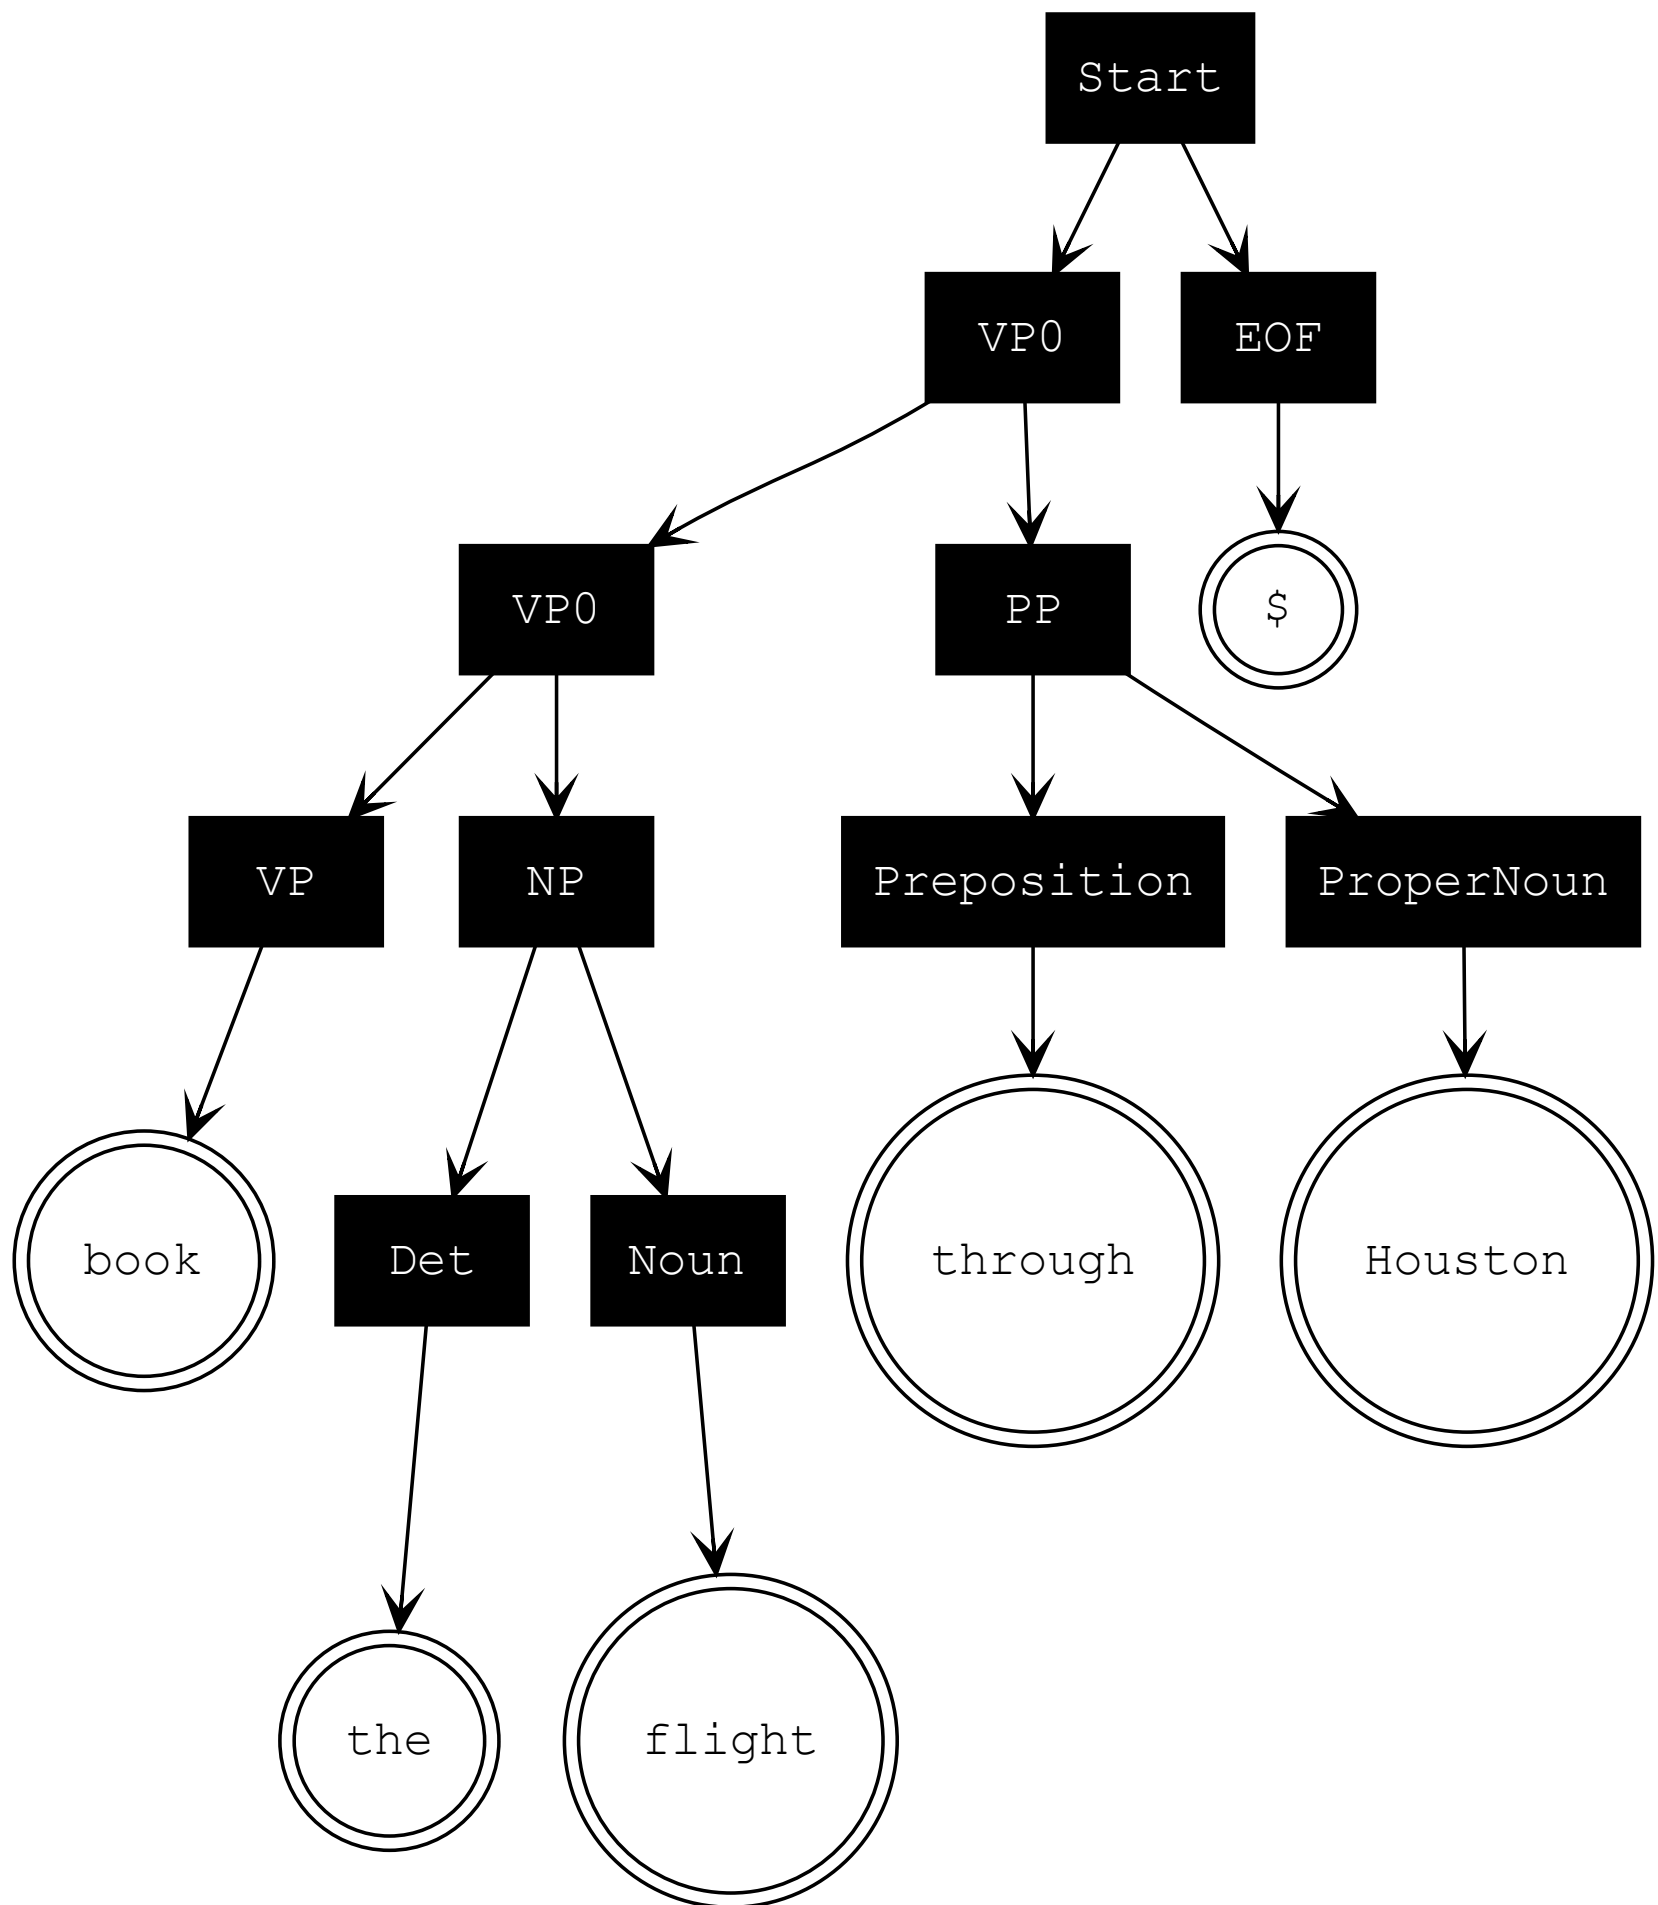 Start
VP0 EOF
VP0 PP $
VP NP Preposition ProperNoun
book Det Noun through Houston
the flight